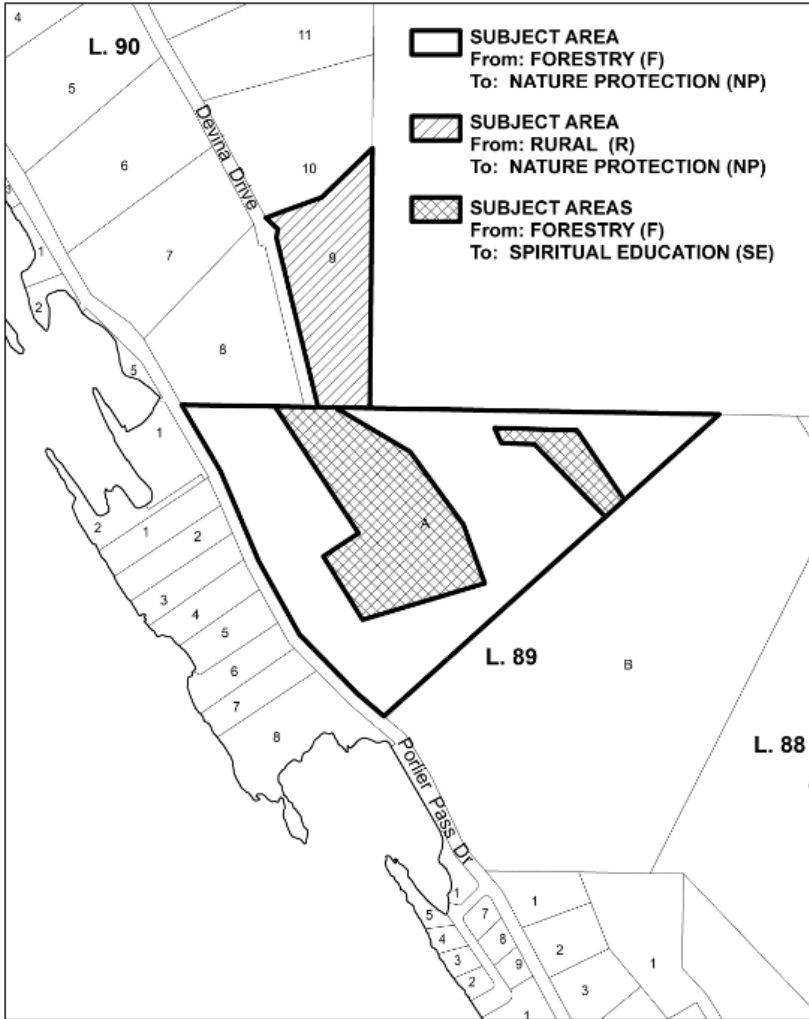 4
L. 90
11
5
6
Devina Drive
10
SUBJECT AREA
From: FORESTRY (F)
To: NATURE PROTECTION (NP)
SUBJECT AREA
From: RURAL (R)
To: NATURE PROTECTION (NP)
SUBJECT AREAS
From: FORESTRY (F)
To: SPIRITUAL EDUCATION (SE)
3
1
2
7
9
8
5
1
2
1
2
3
4
5
6
7
8
A
L. 89
B
L. 88
Porlier Pass Dr
1
5
4
3
2
7
8
9
1
1
2
3
1